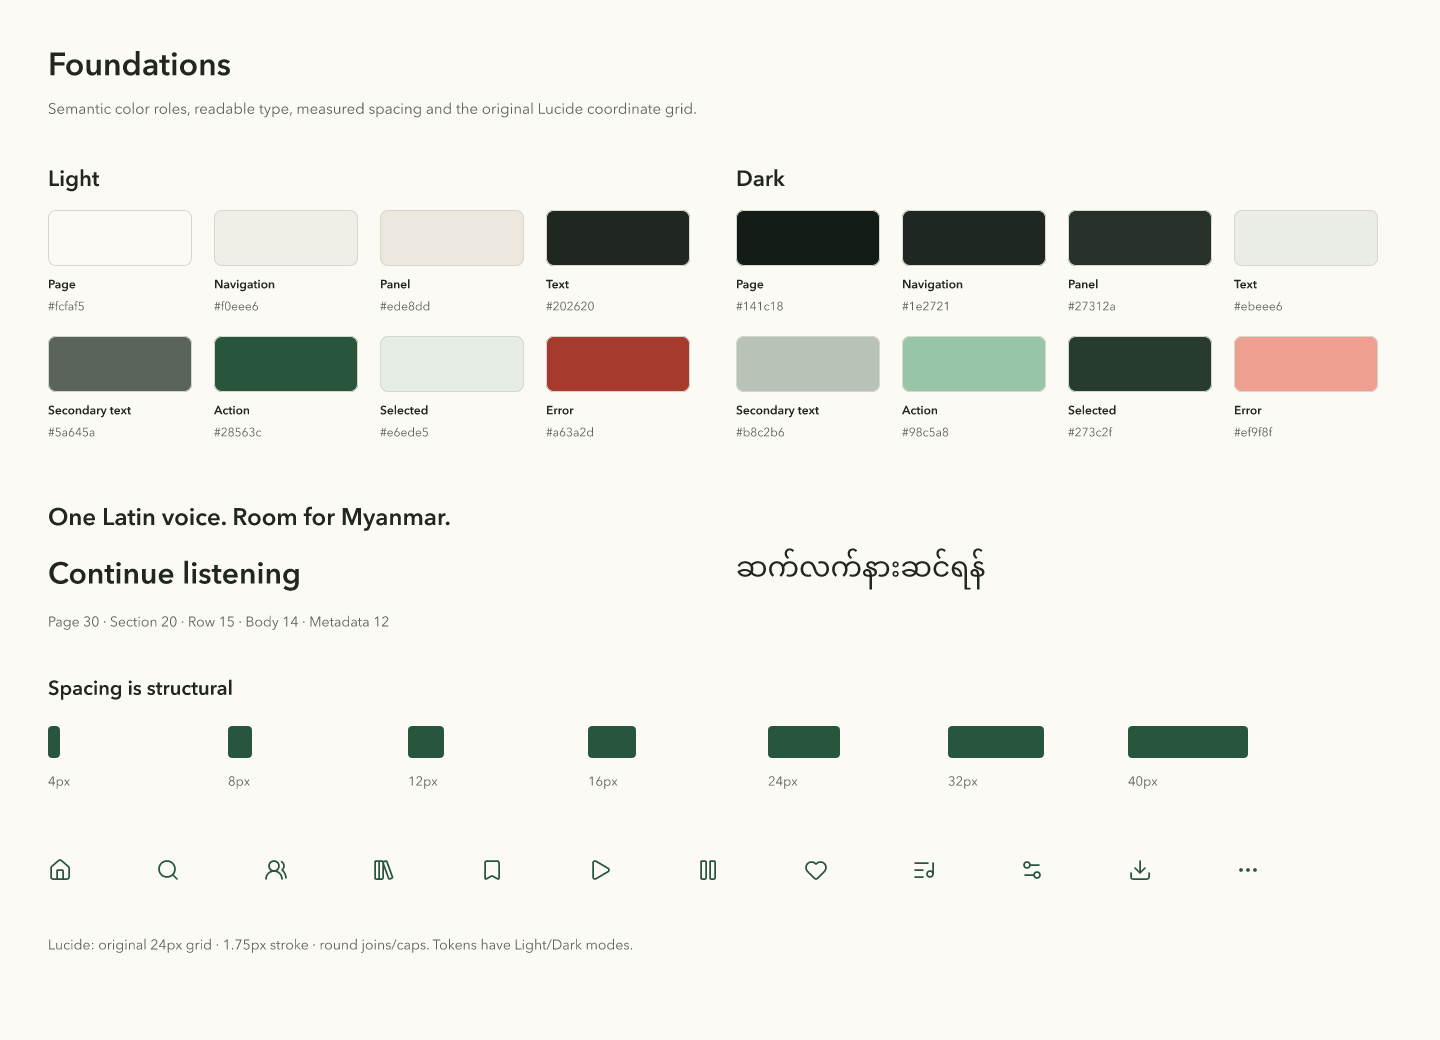 Foundations
Semantic color roles, readable type, measured spacing and the original Lucide coordinate grid.
Light
Dark
Page
Navigation
Panel
Text
#fcfaf5
#f0eee6
#ede8dd
#202620
Page
Navigation
Panel
Text
#141c18
#1e2721
#27312a
#ebeee6
Secondary text
Action
Selected
Error
#5a645a
#28563c
#e6ede5
#a63a2d
Secondary text
Action
Selected
Error
#b8c2b6
#98c5a8
#273c2f
#ef9f8f
One Latin voice. Room for Myanmar.
Continue listening
ဆက်လက်နားဆင်ရန်
Page 30 · Section 20 · Row 15 · Body 14 · Metadata 12
Spacing is structural
4px
8px
12px
16px
24px
32px
40px
Lucide: original 24px grid · 1.75px stroke · round joins/caps. Tokens have Light/Dark modes.